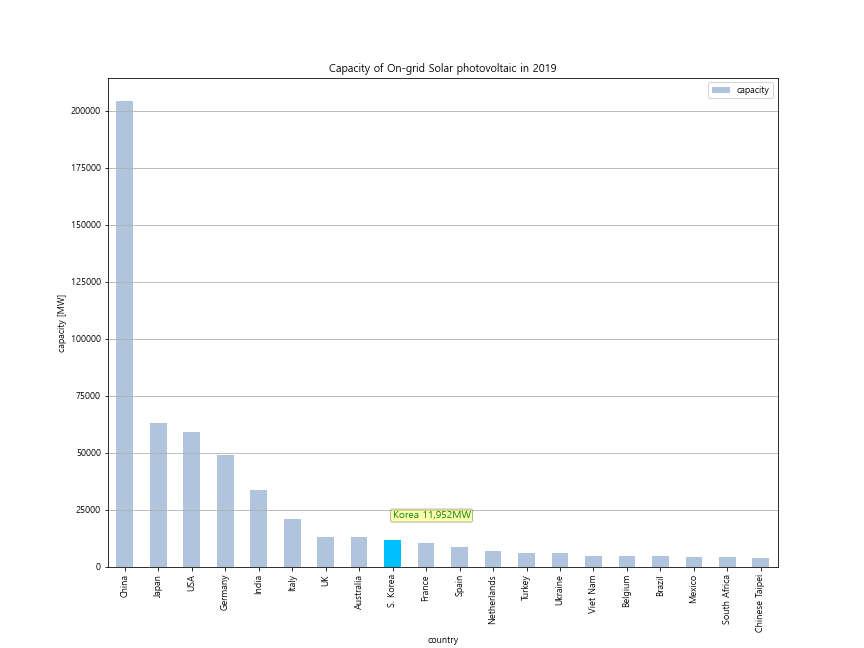 Capacity of On-grid Solar photovoltaic in 2019
capacity
200000
175000
150000
125000
100000
75000
50000
25000
0
capacity [MW]
Korea 11,952MW
China
Japan
USA
Germany
India
Italy
UK
Australia
S. Korea
France
Spain
Netherlands
Turkey
Ukraine
Viet Nam
Belgium
Brazil
Mexico
South Africa
Chinese Taipei
country